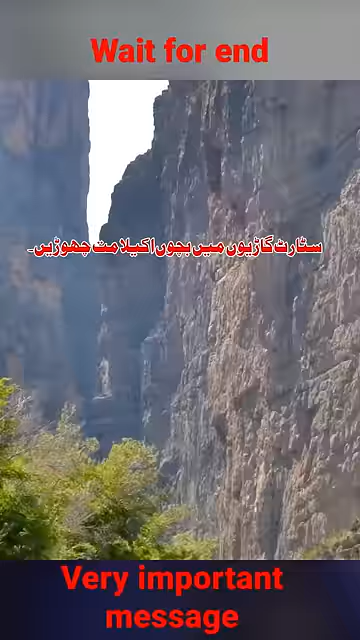 Wait for end
سٹارٹ گاڑیوں میں بچوں اکیلا مت چھوڑیں۔
Very important
message